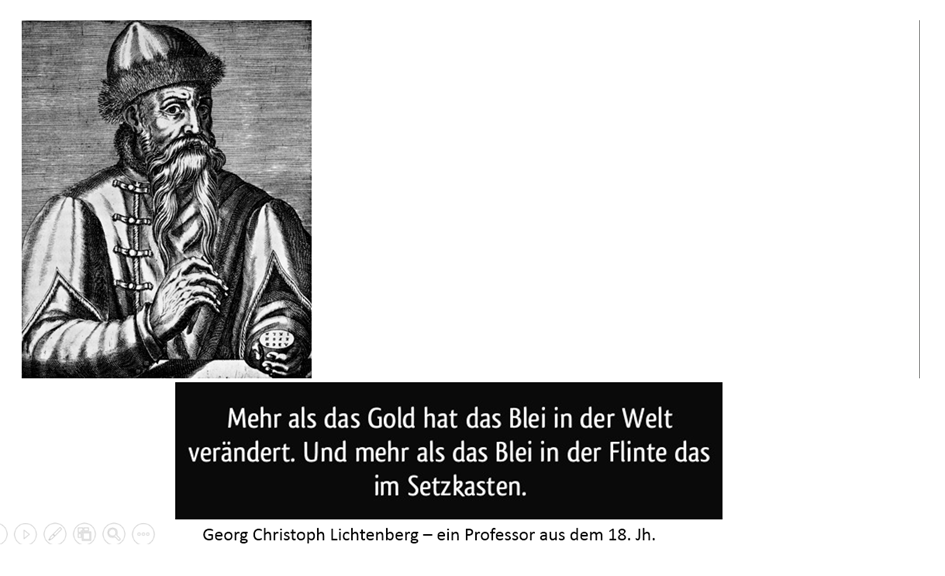 Mehr als das Gold hat das Blei in der Welt
verändert. Und mehr als das Blei in der Flinte das
im Setzkasten.
Georg Christoph Lichtenberg – ein Professor aus dem 18. Jh.